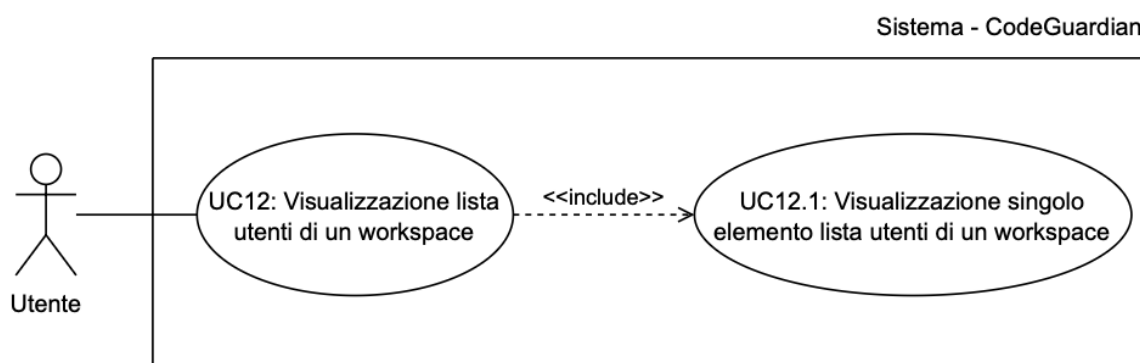 Sistema - CodeGuardian
UC12: Visualizzazione lista
utenti di un workspace
<<include>>
UC12.1: Visualizzazione singolo
elemento lista utenti di un workspace
Utente